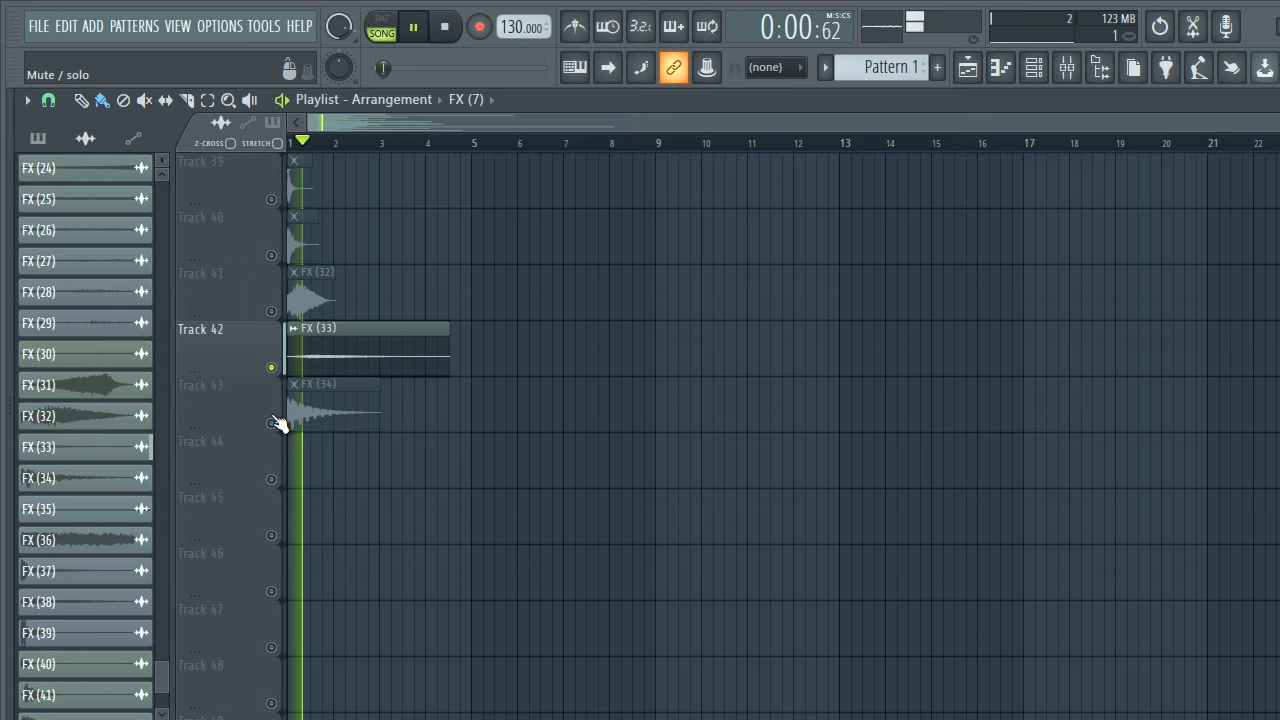 FILE EDIT ADD PATTERNS VIEW OPTIONS TOOLS HELP
PAT
SONG
130.000
3.2
0:00:62
M:S:CS
2
123 MB
1
Mute / solo
(none)
Pattern 1
Playlist - Arrangement FX (7)
Z-CROSS STRETCH
1 2 3 4 5 6 7 8 9 10 11 12 13 14 15 16 17 18 19 20 21 22
FX (24)
FX (25)
FX (26)
FX (27)
FX (28)
FX (29)
FX (30)
FX (31)
FX (32)
FX (33)
FX (34)
FX (35)
FX (36)
FX (37)
FX (38)
FX (39)
FX (40)
FX (41)
Track 39
Track 40
Track 41
FX (32)
Track 42
FX (33)
Track 43
FX (34)
Track 44
Track 45
Track 46
Track 47
Track 48